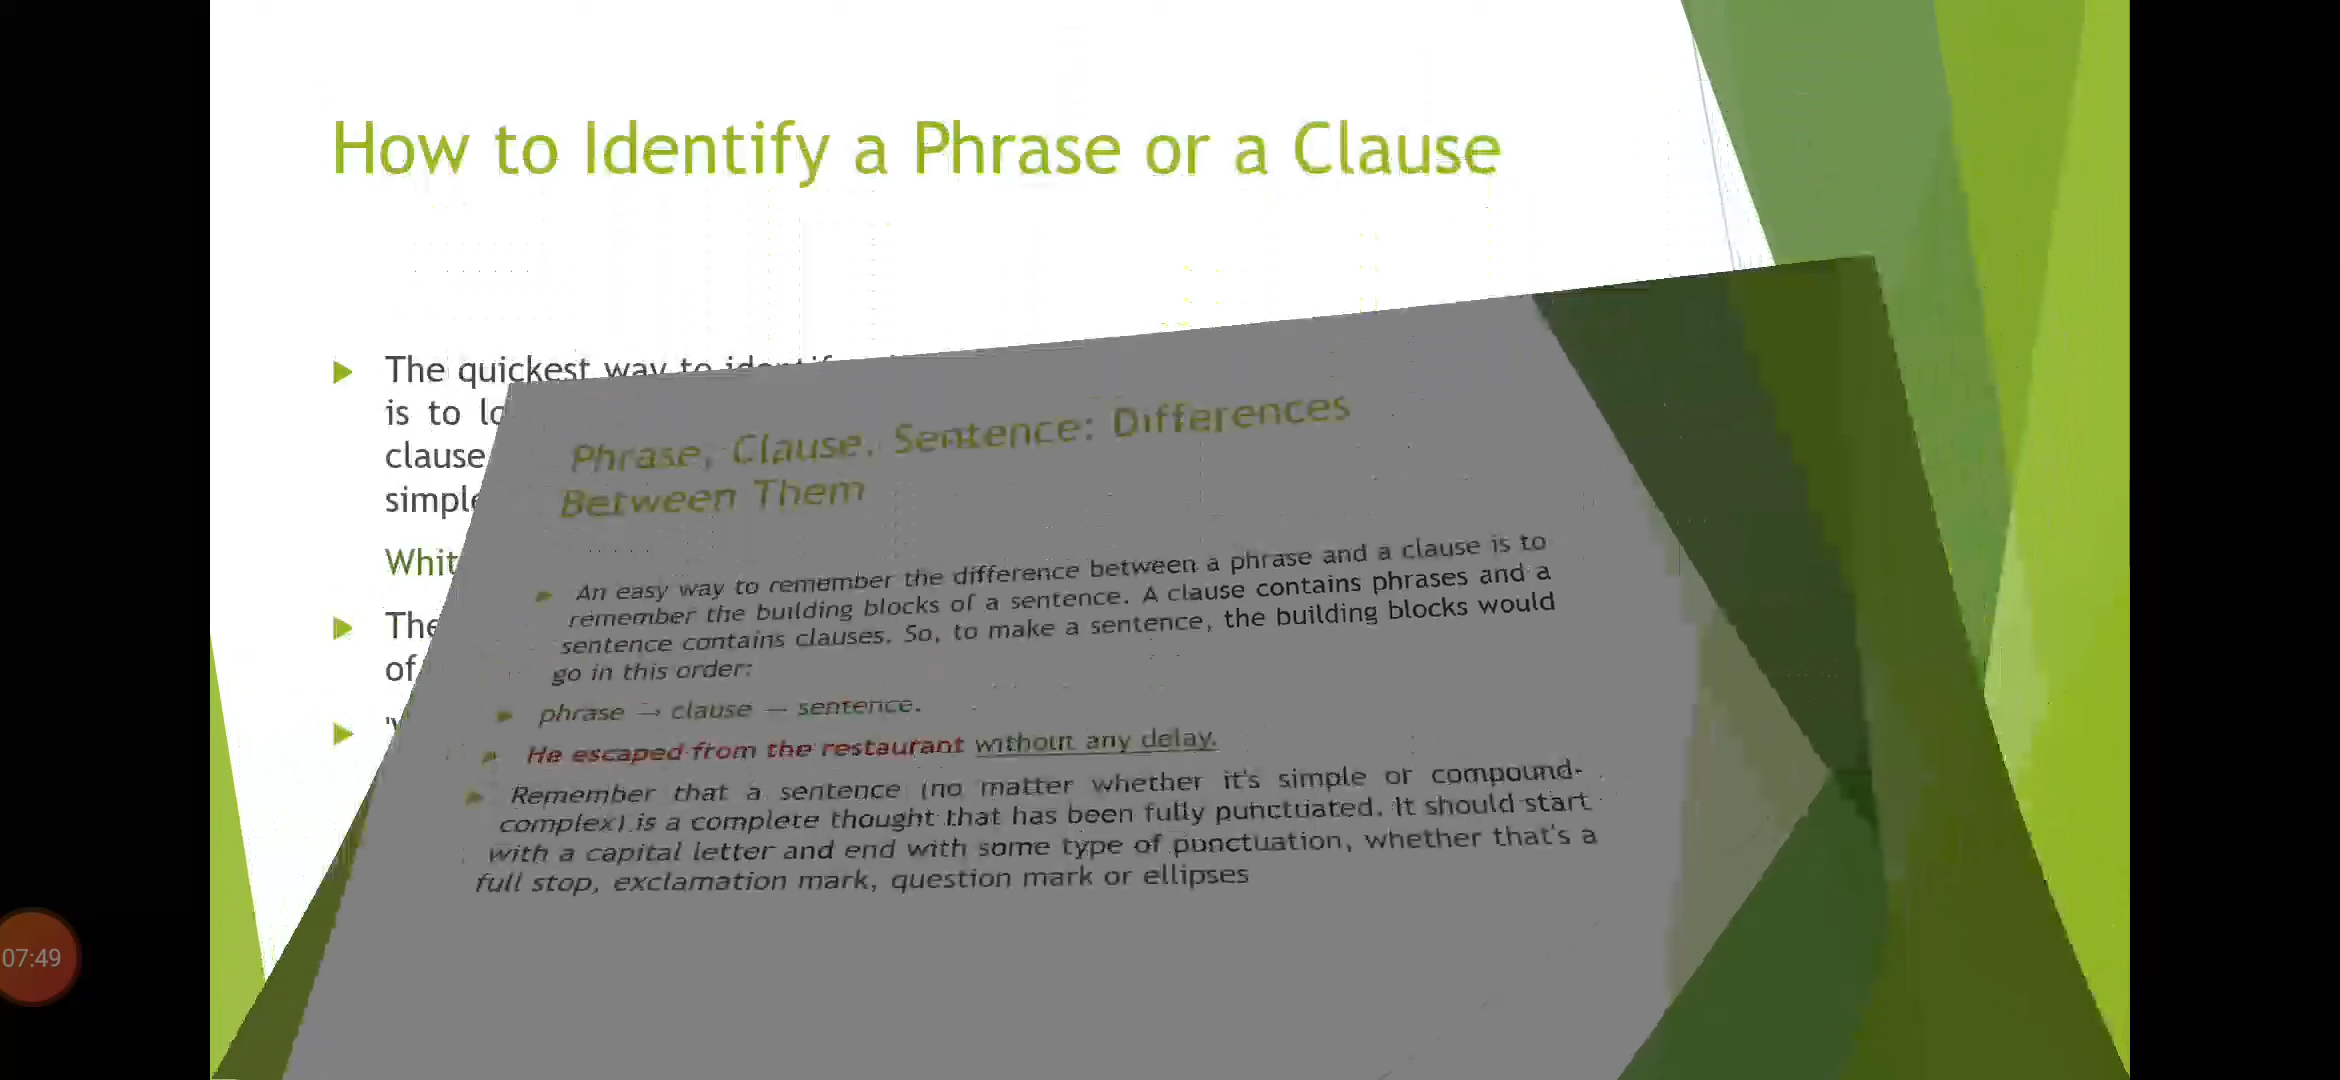 How to Identify a Phrase or a Clause
The quickest way to
is to
clause
The
of
Phrase, Clause, Sentence: Differences
Between Them
An easy way to remember the difference between a phrase and a clause is to
remember the building blocks of a sentence. A clause contains phrases and a
sentence contains clauses. So, to make a sentence, the building blocks would
go in this order:
phrase → clause → sentence.
He escaped from the restaurant without any delay.
Remember that a sentence (no matter whether it's simple or compound-
complex) is a complete thought that has been fully punctuated. It should start
with a capital letter and end with some type of punctuation, whether that's a
full stop, exclamation mark, question mark or ellipses
07:49